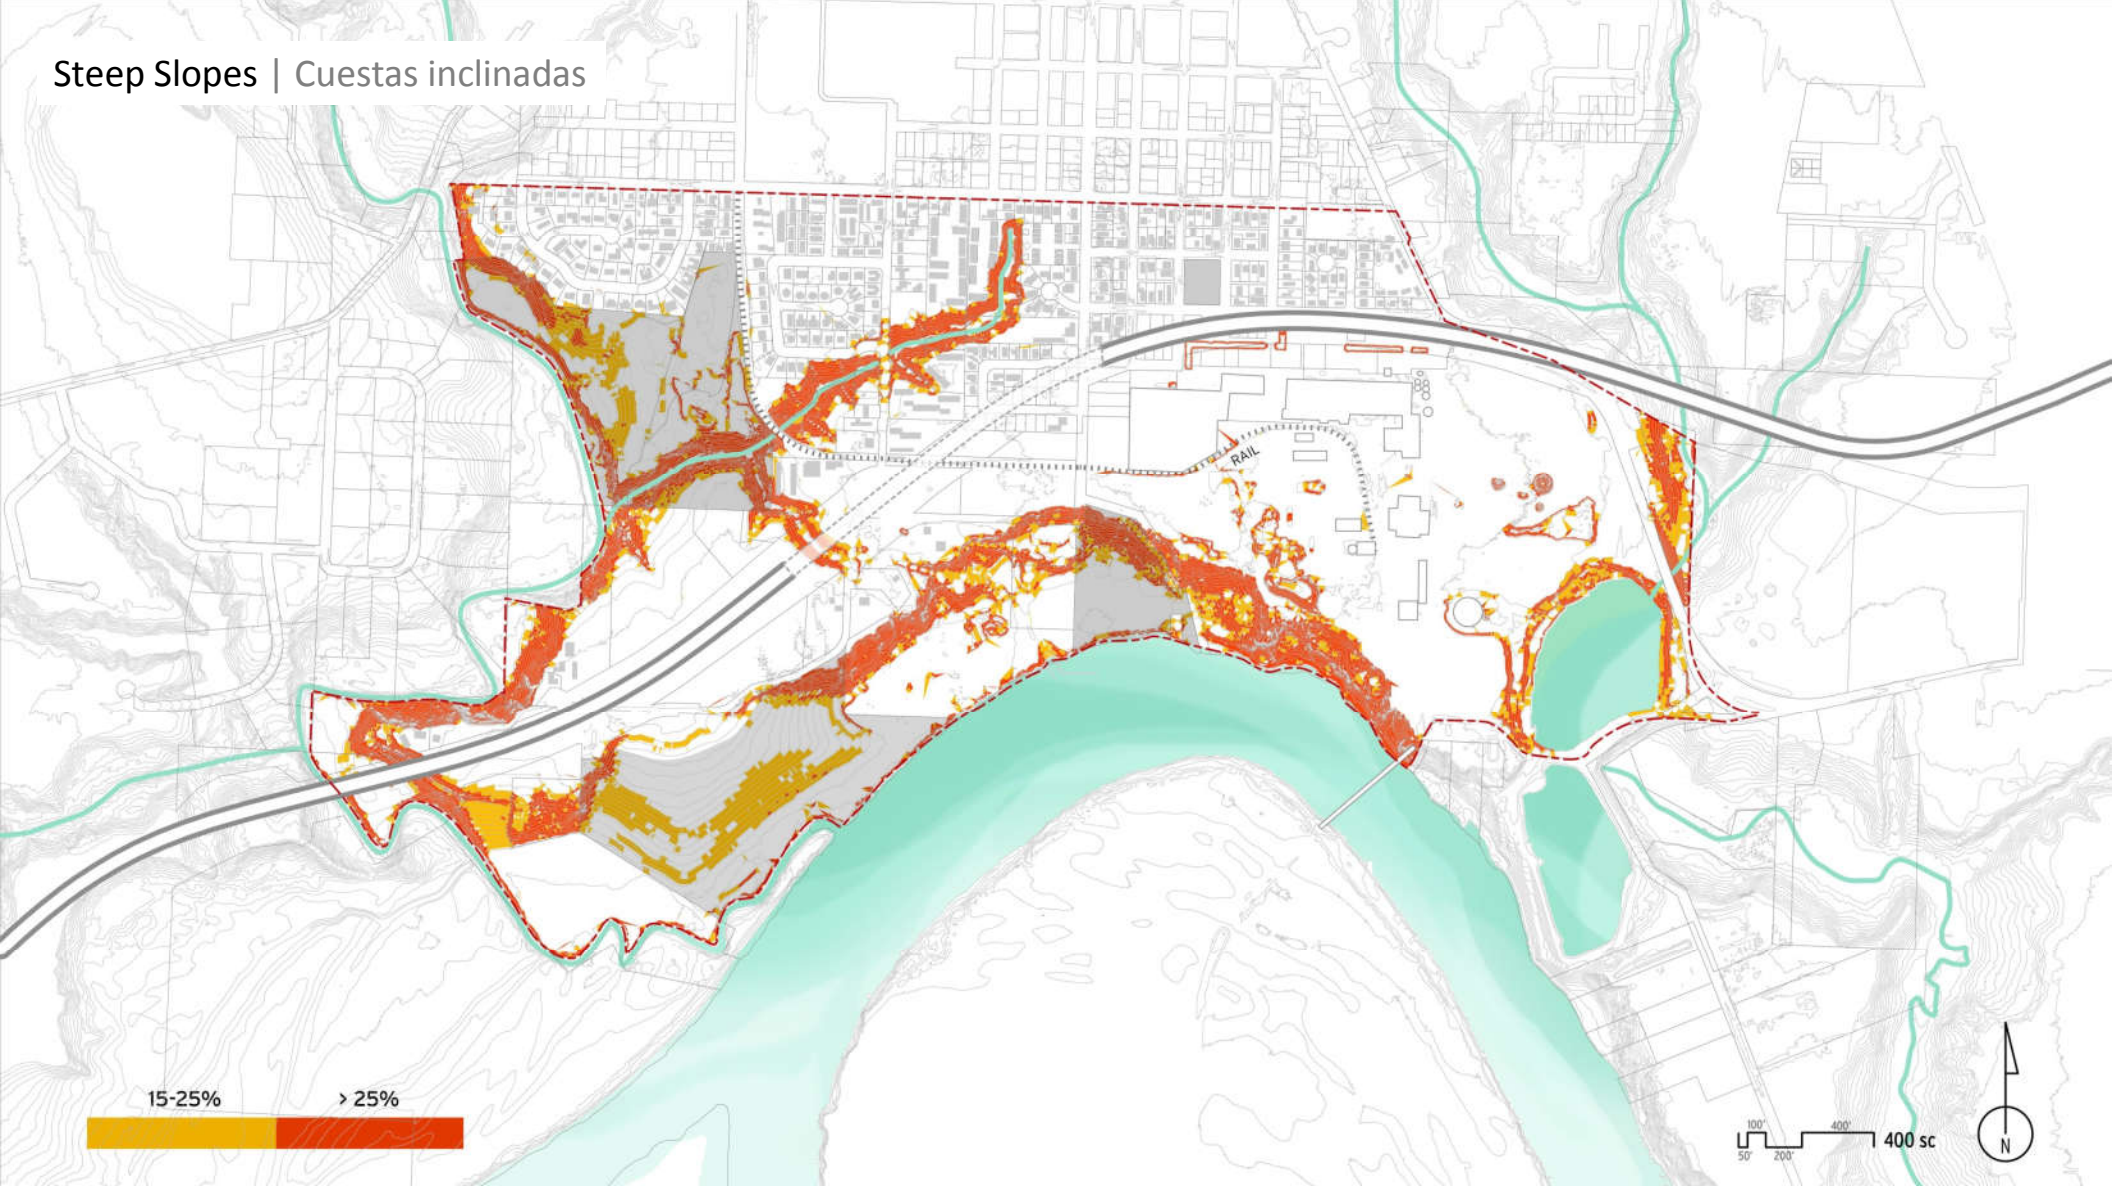 Steep Slopes | Cuestas inclinadas
RAIL
15-25%
> 25%
100'
400'
400 sc
50'
200'
N